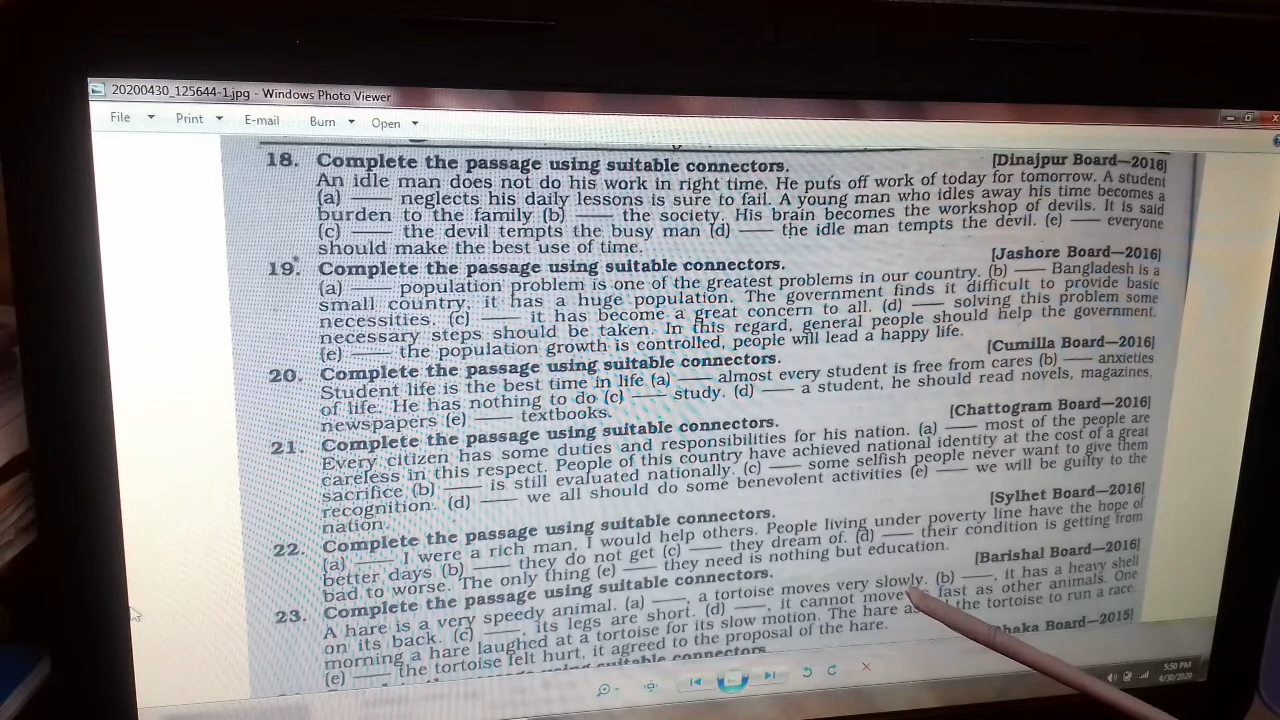 20200430_125644-1.jpg - Windows Photo Viewer
File Print E-mail Burn Open
18. Complete the passage using suitable connectors. [Dinajpur Board—2016]
An idle man does not do his work in right time. He puts off work of today for tomorrow. A student
(a) —— neglects his daily lessons is sure to fail. A young man who idles away his time becomes a
burden to the family (b) —— the society. His brain becomes the workshop of devils. It is said
(c) —— the devil tempts the busy man (d) —— the idle man tempts the devil. (e) —— everyone
should make the best use of time.
19. Complete the passage using suitable connectors. [Jashore Board—2016]
(a) —— population problem is one of the greatest problems in our country. (b) —— Bangladesh is a
small country, it has a huge population. The government finds it difficult to provide basic
necessities. (c) —— it has become a great concern to all. (d) —— solving this problem some
necessary steps should be taken. In this regard, general people should help the government.
(e) —— the population growth is controlled, people will lead a happy life.
20. Complete the passage using suitable connectors. [Cumilla Board—2016]
Student life is the best time in life (a) —— almost every student is free from cares (b) —— anxieties
of life. He has nothing to do (c) —— study. (d) —— a student, he should read novels, magazines,
newspapers (e) —— textbooks.
21. Complete the passage using suitable connectors. [Chattogram Board—2016]
Every citizen has some duties and responsibilities for his nation. (a) —— most of the people are
careless in this respect. People of this country have achieved national identity at the cost of a great
sacrifice (b) —— is still evaluated nationally. (c) —— some selfish people never want to give them
recognition. (d) —— we all should do some benevolent activities (e) —— we will be guilty to the
nation.
22. Complete the passage using suitable connectors. [Sylhet Board—2016]
(a) —— I were a rich man, I would help others. People living under poverty line have the hope of
better days (b) —— they do not get (c) —— they dream of. (d) —— their condition is getting from
bad to worse. The only thing (e) —— they need is nothing but education.
23. Complete the passage using suitable connectors. [Barishal Board—2016]
A hare is a very speedy animal. (a) ——, a tortoise moves very slowly. (b) ——, it has a heavy shell
on its back. (c) ——, its legs are short. (d) ——, it cannot move fast as other animals. One
morning a hare laughed at a tortoise for its slow motion. The hare the tortoise to run a race.
(e) —— the tortoise felt hurt, it agreed to the proposal of the hare.
suitable connectors Board—2015]
5:50 PM
4/30/2020